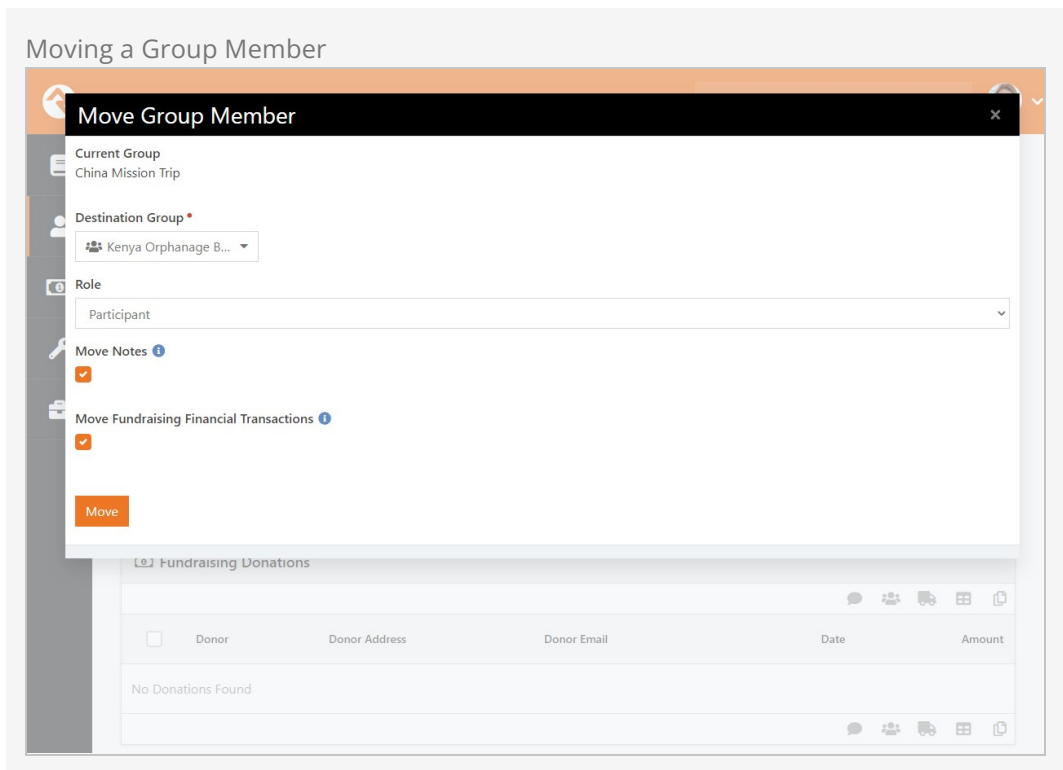 Moving a Group Member
Move Group Member ×
Current Group
China Mission Trip
Destination Group
Kenya Orphanage B...
Role
Participant
Move Notes
Move Fundraising Financial Transactions
Move
Fundraising Donations
Donor Donor Address Donor Email Date Amount
No Donations Found